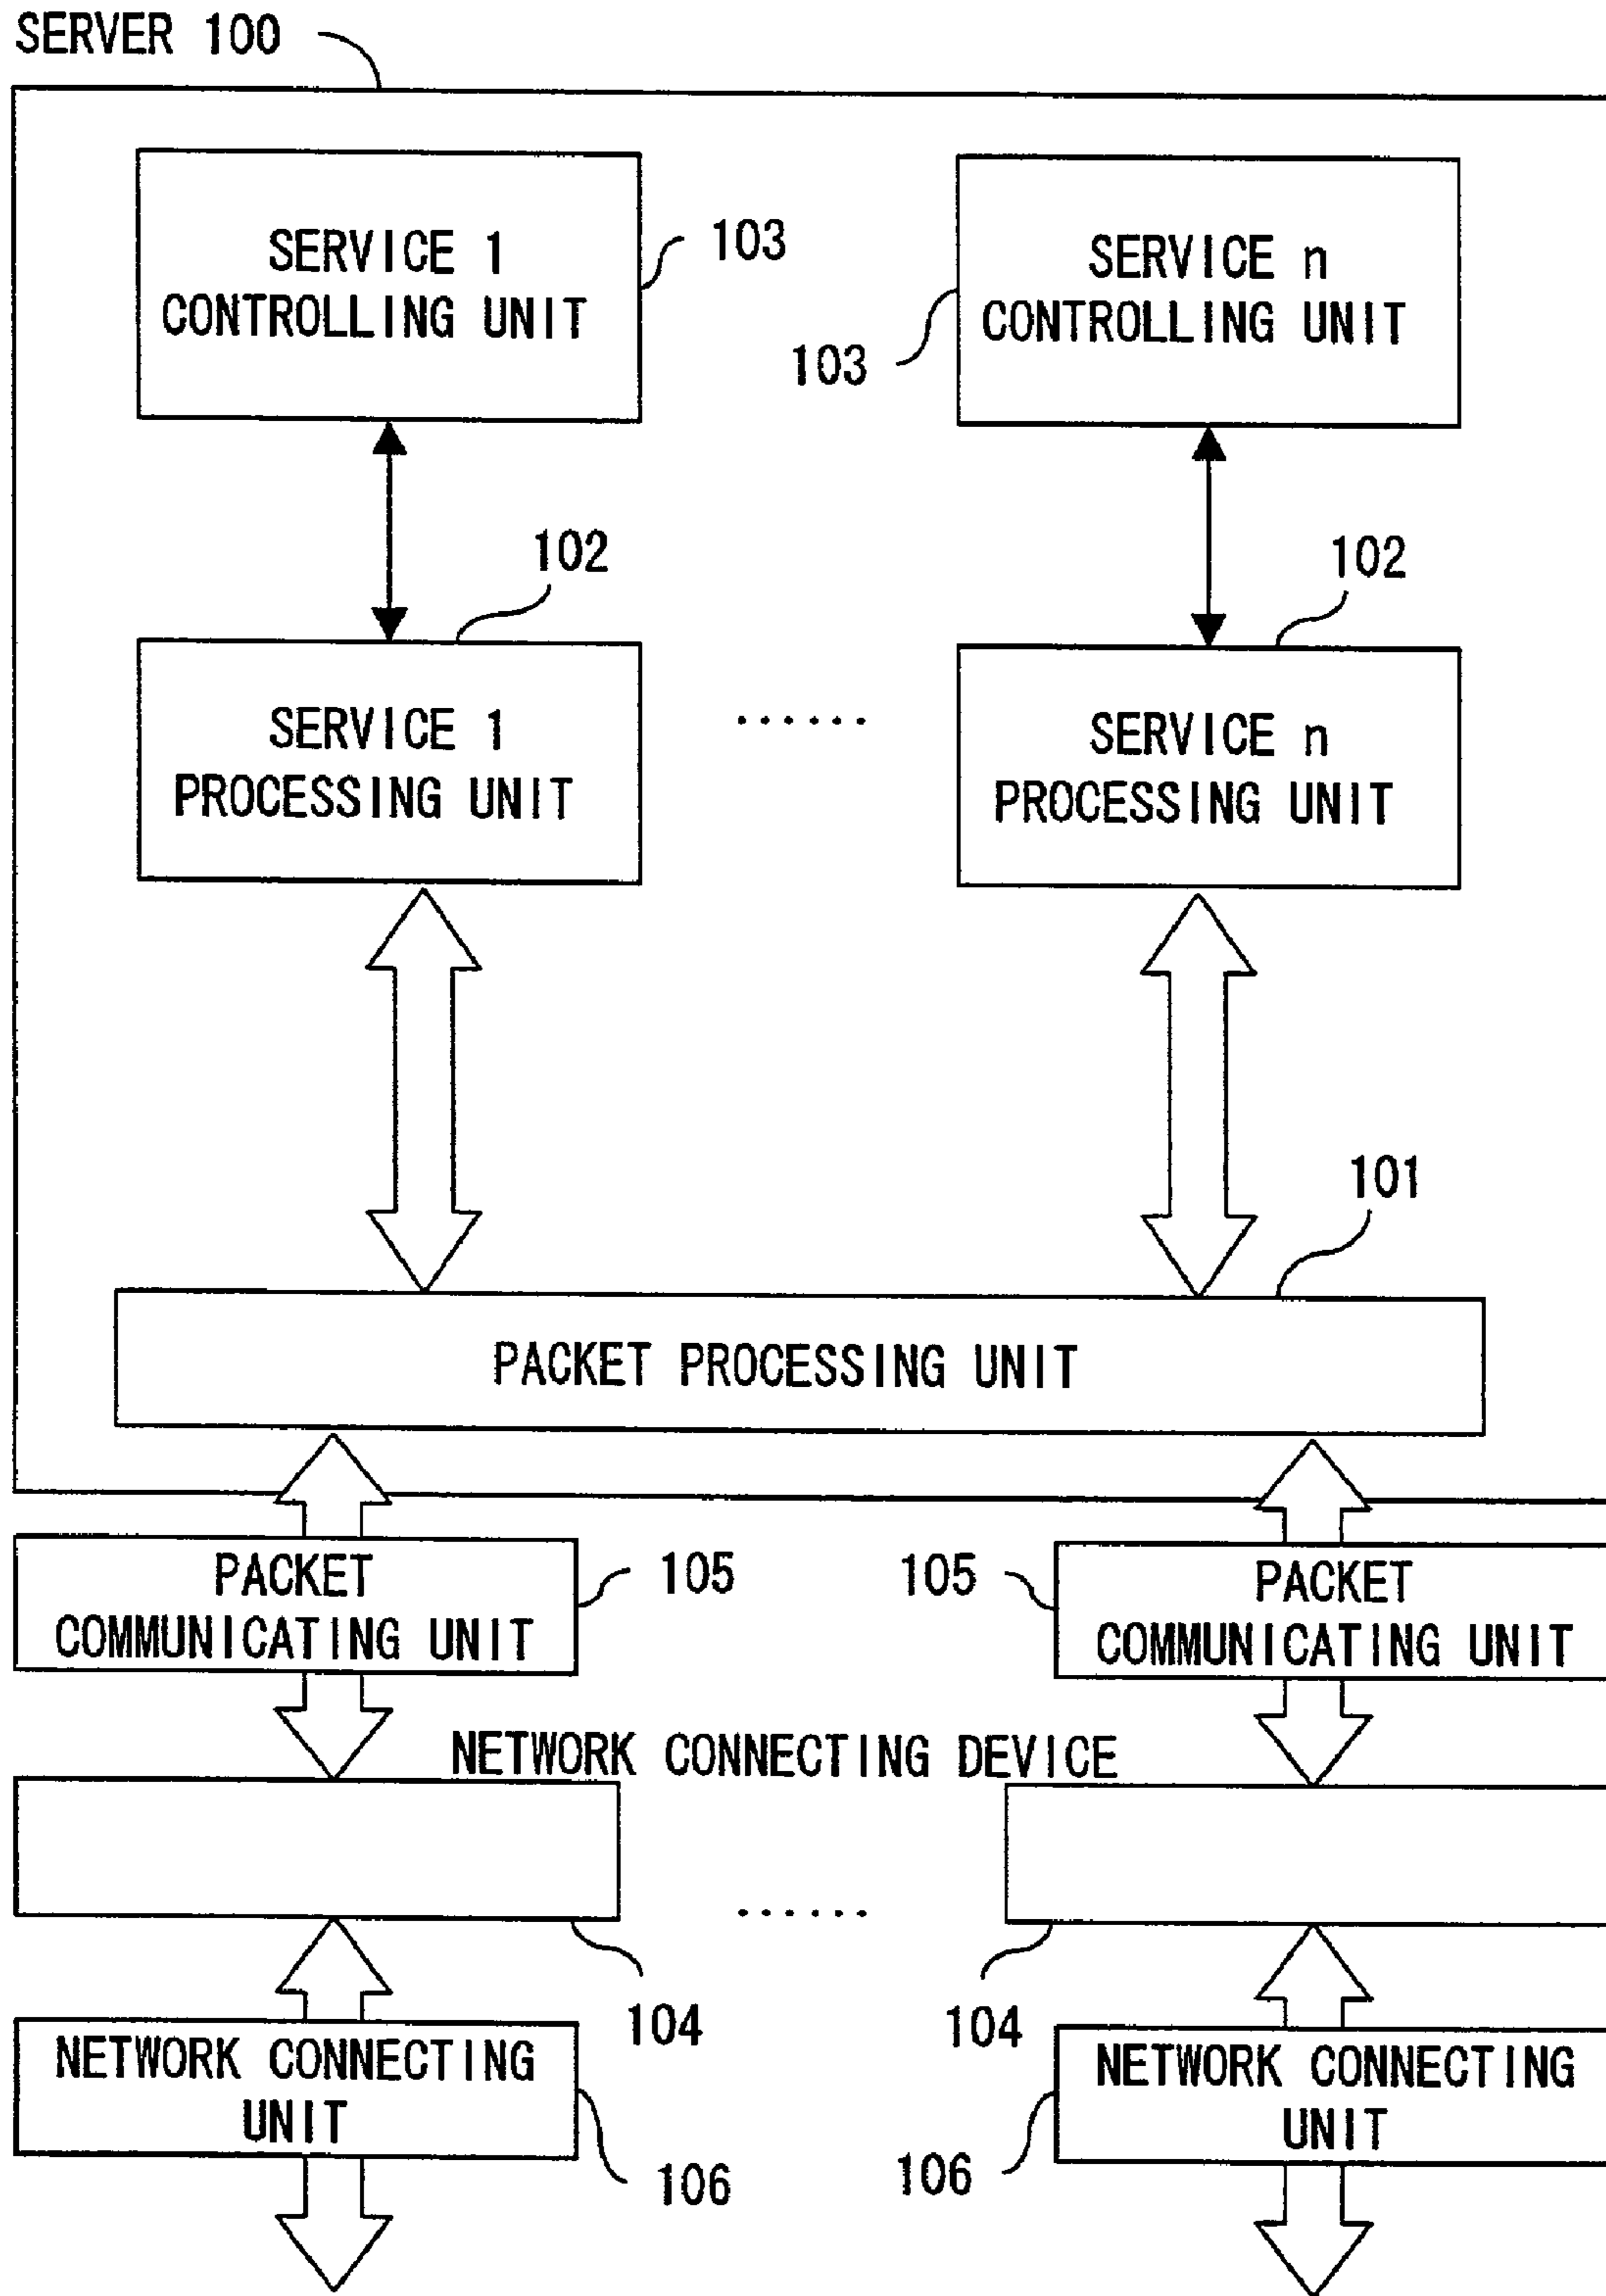 SERVER 100
SERVICE 1
CONTROLLING UNIT
103
SERVICE n
CONTROLLING UNIT
103
102
102
SERVICE 1
PROCESSING UNIT
......
SERVICE n
PROCESSING UNIT
101
PACKET PROCESSING UNIT
PACKET
COMMUNICATING UNIT
105
105
PACKET
COMMUNICATING UNIT
NETWORK CONNECTING DEVICE
......
104
104
NETWORK CONNECTING
UNIT
106
106
NETWORK CONNECTING
UNIT